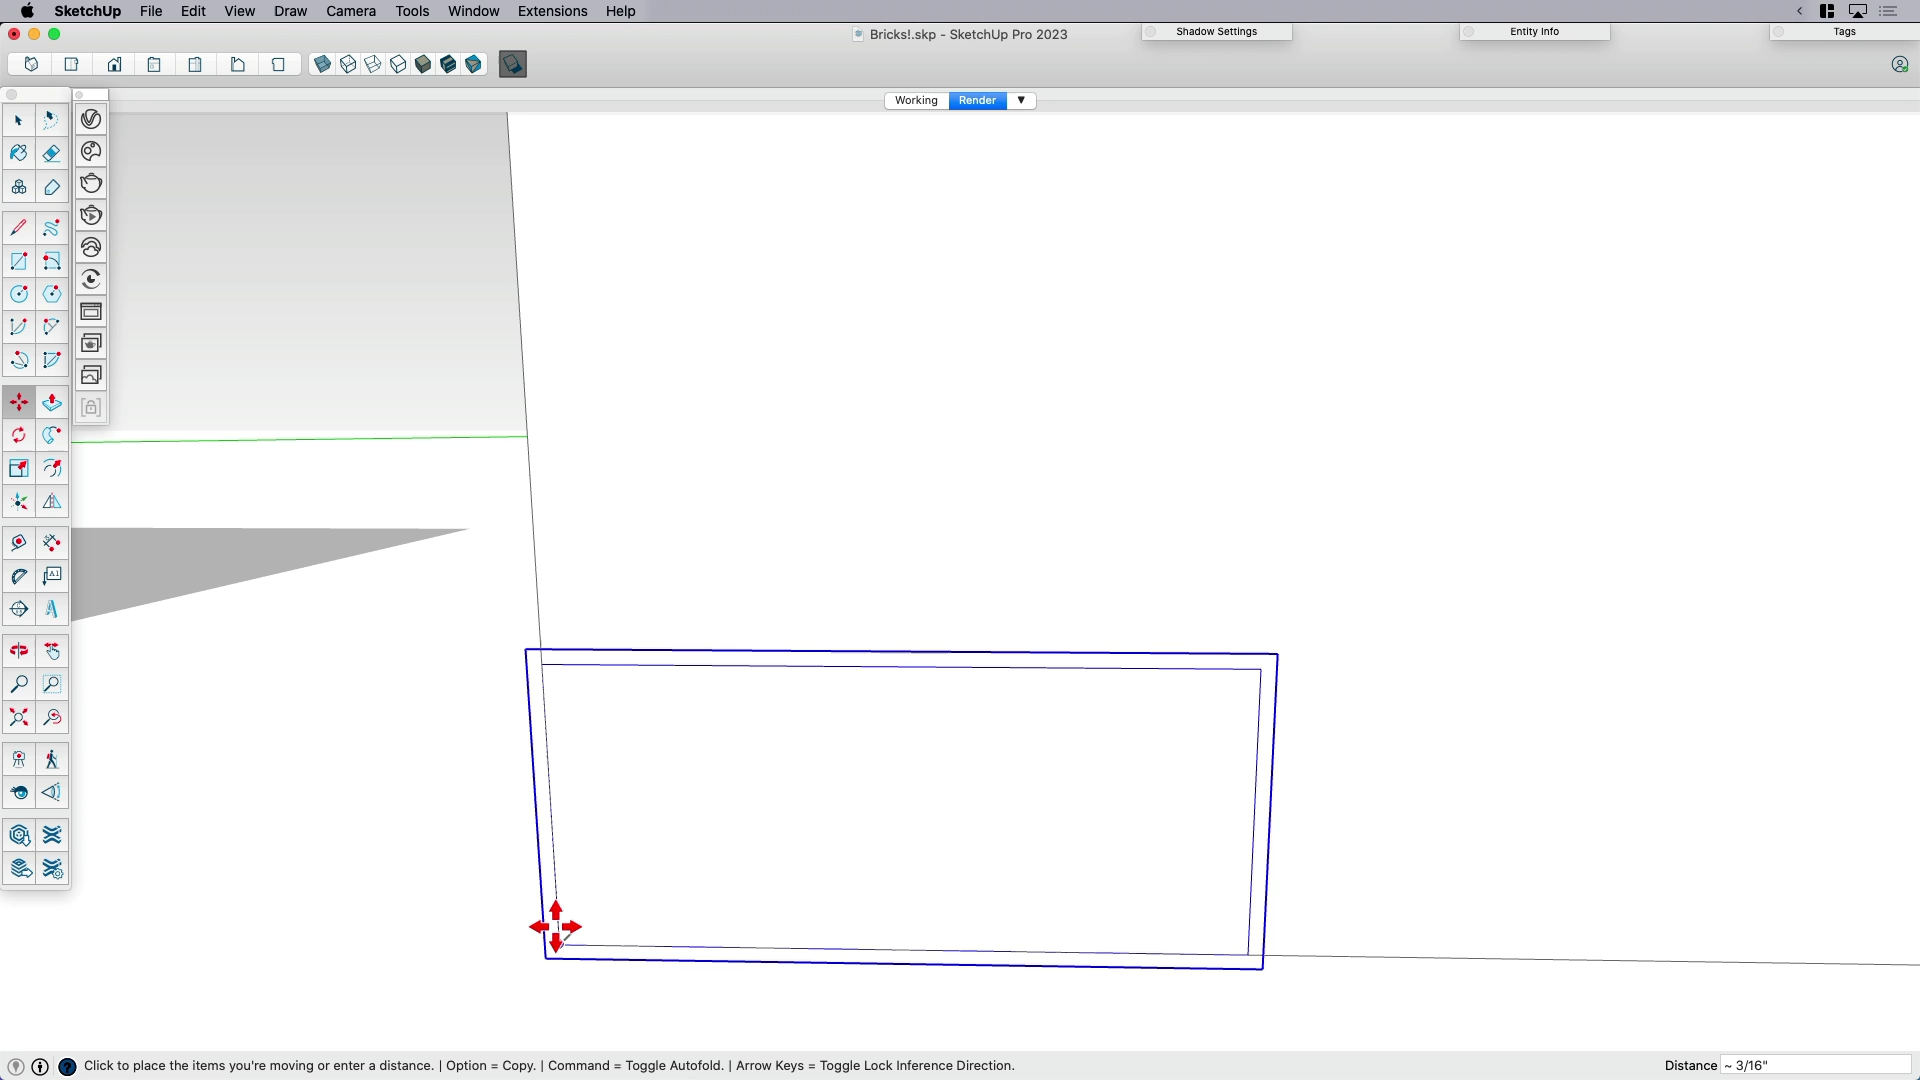 SketchUp File Edit View Draw Camera Tools Window Extensions Help
Bricks!.skp - SketchUp Pro 2023
Shadow Settings
Entity Info
Tags
Working Render ▼
A1
Click to place the items you're moving or enter a distance. | Option = Copy. | Command = Toggle Autofold. | Arrow Keys = Toggle Lock Inference Direction.
Distance ~ 3/16"